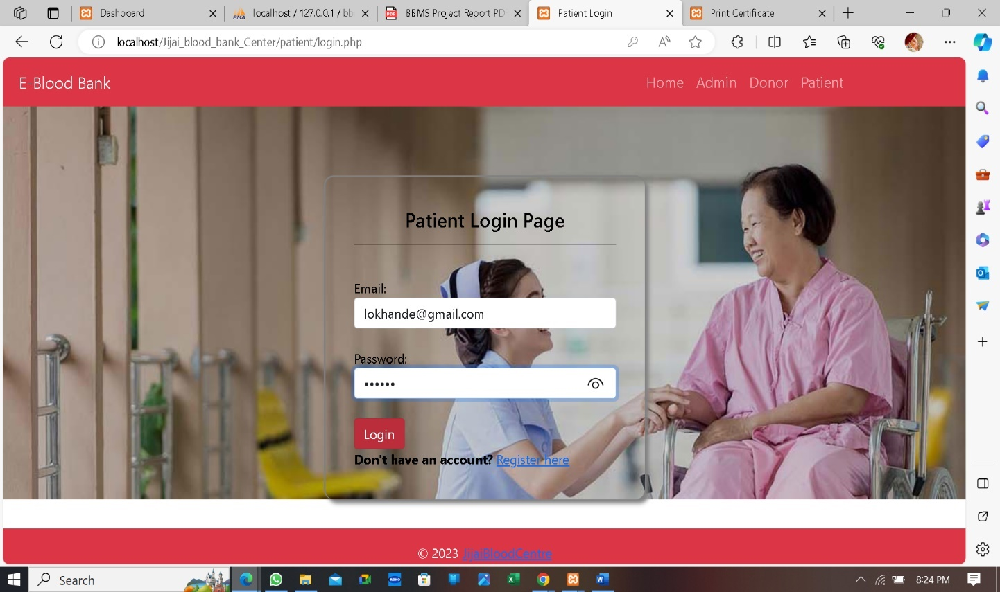 Dashboard
localhost / 127.0.0.1 / bb
BBMS Project Report PD
Patient Login
Print Certificate
localhost/Jijai_blood_bank_Center/patient/login.php
E-Blood Bank
Home Admin Donor Patient
Patient Login Page
Email:
lokhande@gmail.com
Password:
••••••
Login
Don't have an account? Register here
© 2023 JijaiBloodCentre
Search
8:24 PM